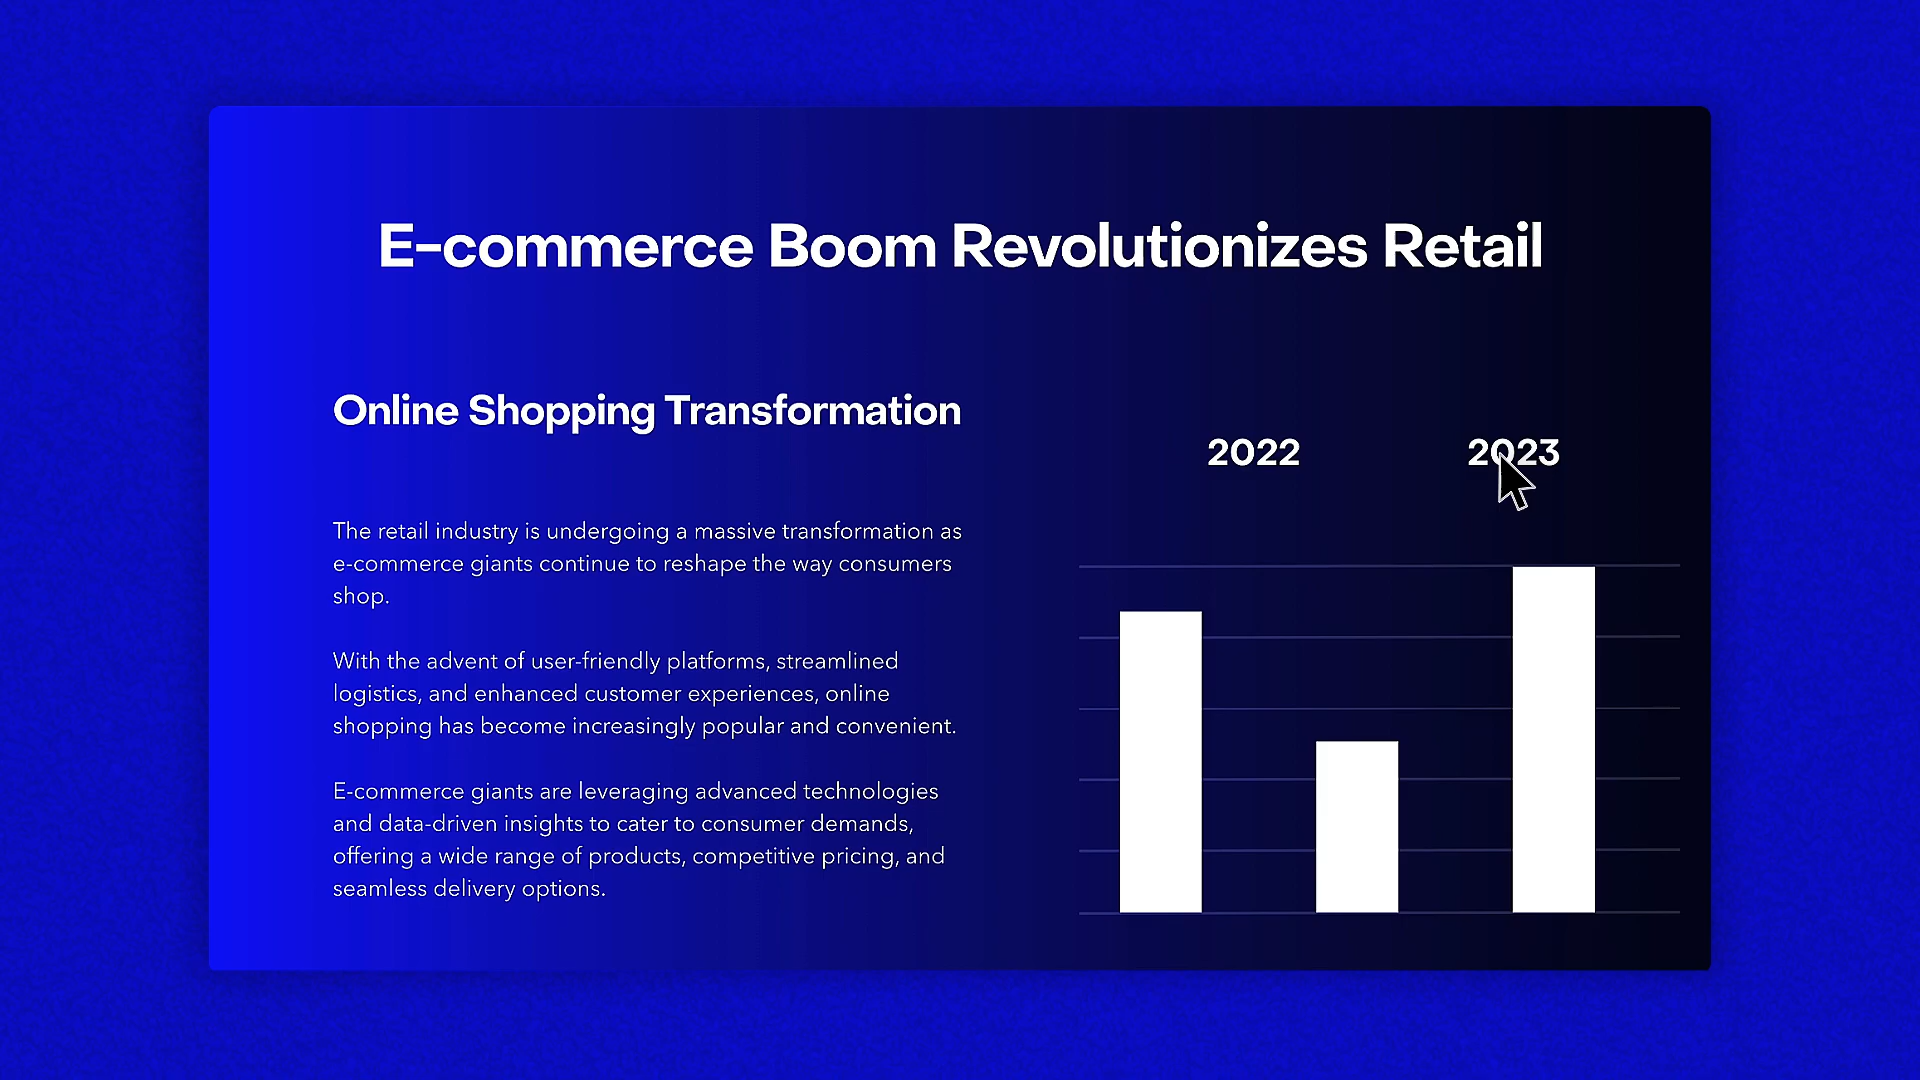 E-commerce Boom Revolutionizes Retail
Online Shopping Transformation
The retail industry is undergoing a massive transformation as
e-commerce giants continue to reshape the way consumers
shop.
With the advent of user-friendly platforms, streamlined
logistics, and enhanced customer experiences, online
shopping has become increasingly popular and convenient.
E-commerce giants are leveraging advanced technologies
and data-driven insights to cater to consumer demands,
offering a wide range of products, competitive pricing, and
seamless delivery options.
2022
2023